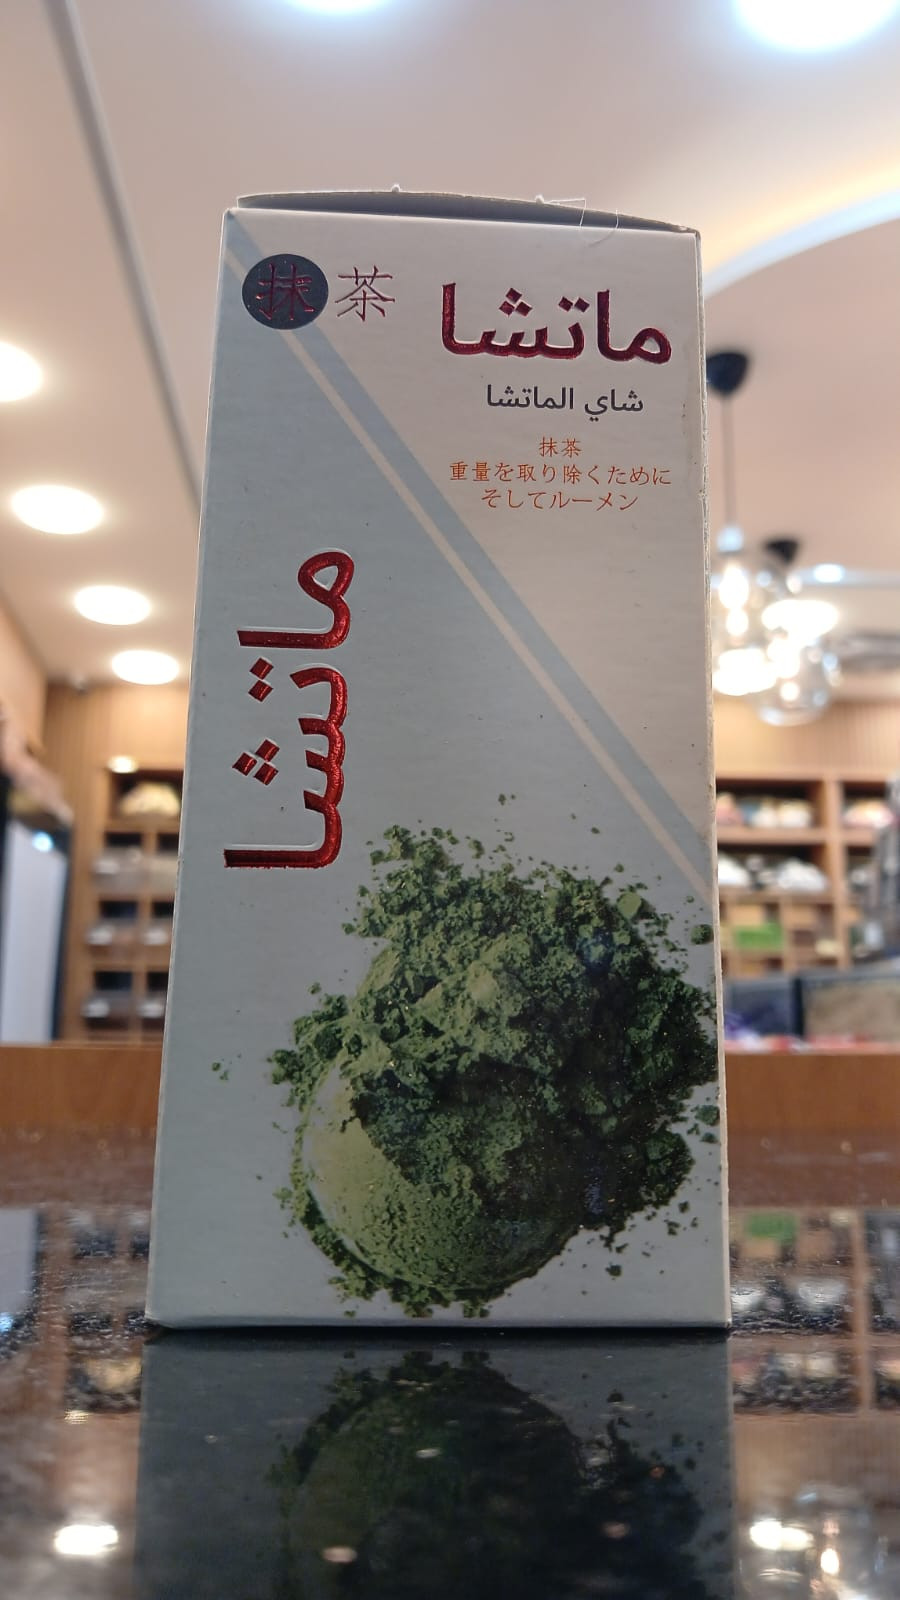 抹茶
ماتشا
شاي الماتشا
抹茶
重量を取り除くために
そしてルーメン
ماتشا